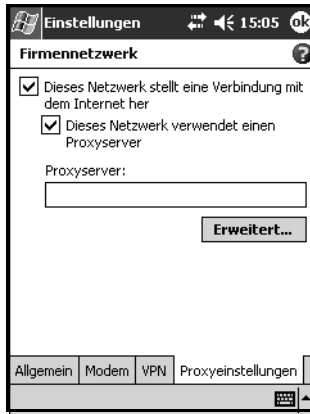 Einstellungen 15:05 ok
Firmennetzwerk ?
Dieses Netzwerk stellt eine Verbindung mit
dem Internet her
Dieses Netzwerk verwendet einen
Proxyserver
Proxyserver:
Erweitert...
Allgemein Modem VPN Proxyeinstellungen